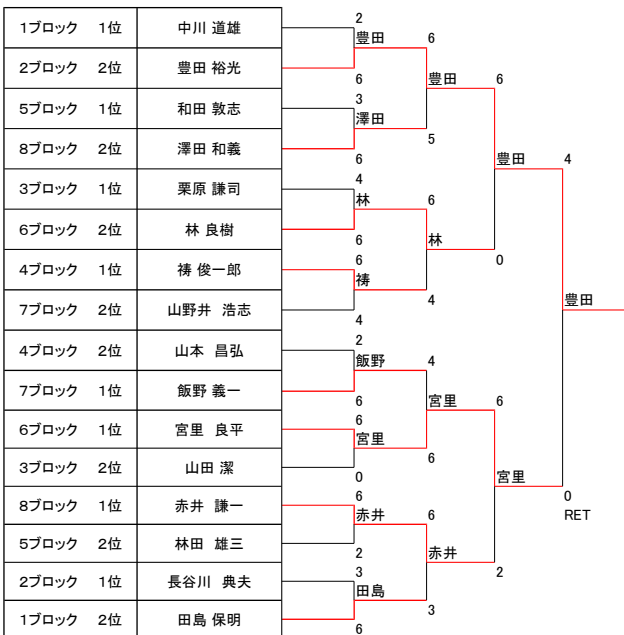 1ブロック 1位 中川 道雄
2ブロック 2位 豊田 裕光
5ブロック 1位 和田 敦志
8ブロック 2位 澤田 和義
3ブロック 1位 栗原 謙司
6ブロック 2位 林 良樹
4ブロック 1位 祷 俊一郎
7ブロック 2位 山野井 浩志
4ブロック 2位 山本 昌弘
7ブロック 1位 飯野 義一
6ブロック 1位 宮里 良平
3ブロック 2位 山田 潔
8ブロック 1位 赤井 謙一
5ブロック 2位 林田 雄三
2ブロック 1位 長谷川 典夫
1ブロック 2位 田島 保明
2
豊田
6
3
澤田
6
4
林
6
6
祷
4
2
飯野
6
6
宮里
0
6
赤井
2
3
田島
6
6
豊田
5
6
林
4
4
宮里
6
6
赤井
3
6
豊田
0
6
宮里
2
4
豊田
0
RET